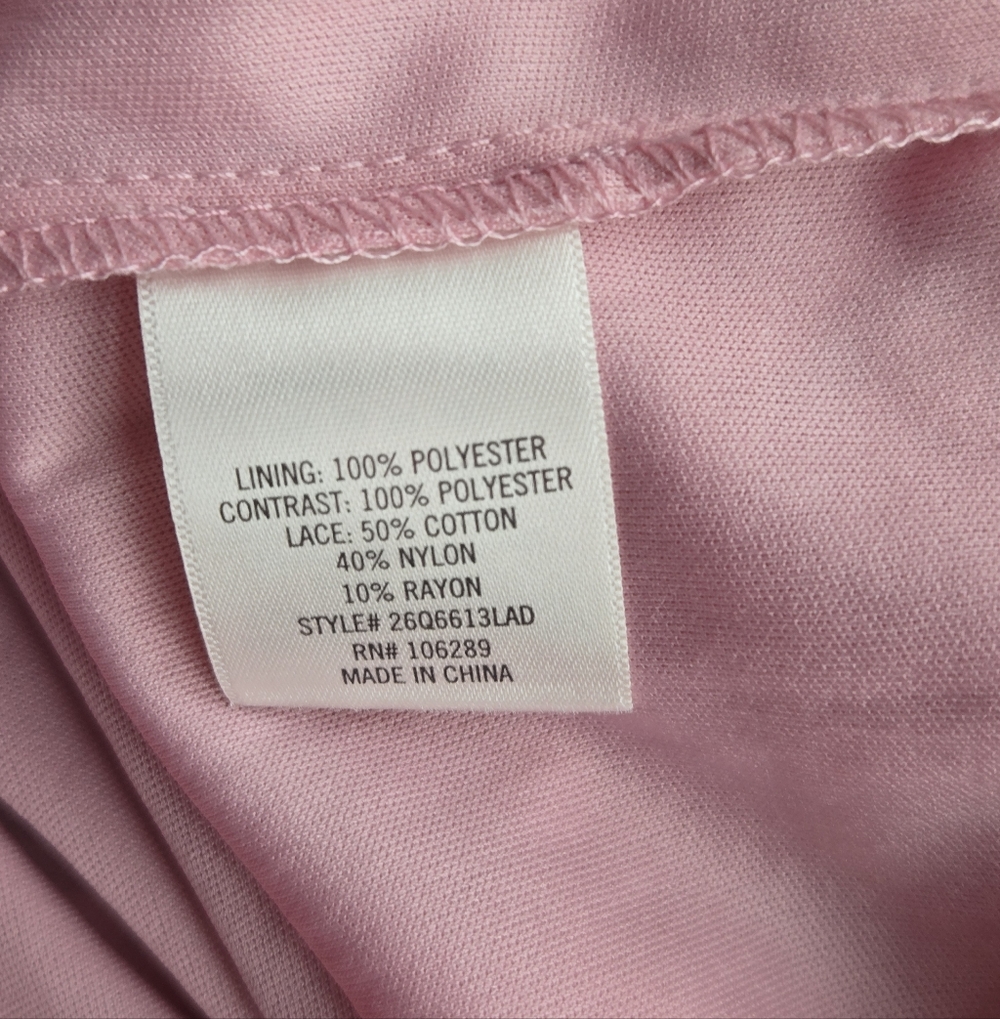 LINING: 100% POLYESTER
CONTRAST: 100% POLYESTER
LACE: 50% COTTON
40% NYLON
10% RAYON
STYLE# 26Q6613LAD
RN# 106289
MADE IN CHINA